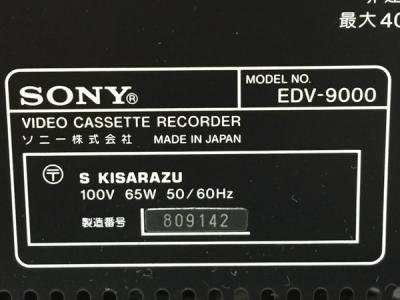 最大40
SONY®
MODEL NO.
EDV-9000
VIDEO CASSETTE RECORDER
ソニー株式会社 MADE IN JAPAN
〒 S KISARAZU
100V 65W 50/60Hz
製造番号 809142